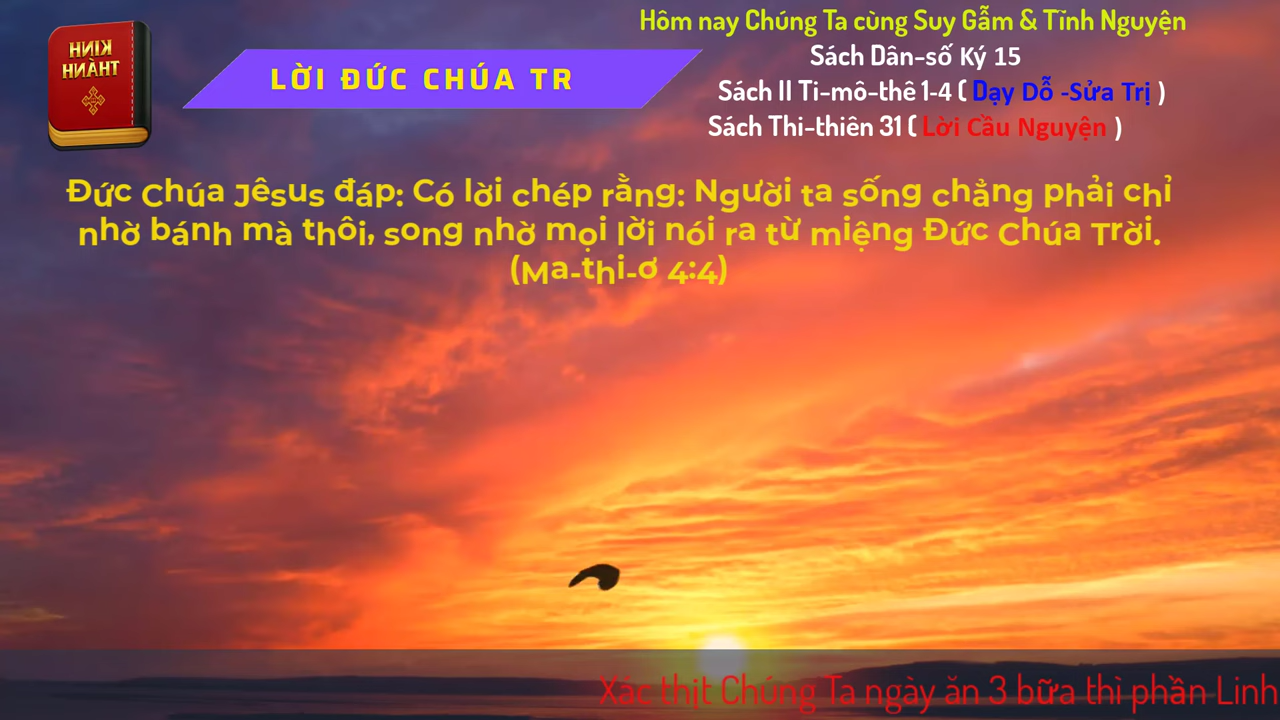 KINH
THÁNH
LỜI ĐỨC CHÚA TR
Hôm nay Chúng Ta cùng Suy Gẫm & Tĩnh Nguyện
Sách Dân-số Ký 15
Sách II Ti-mô-thê 1-4 ( Dạy Dỗ -Sửa Trị )
Sách Thi-thiên 31 ( Lời Cầu Nguyện )
Đức Chúa Jêsus đáp: Có lời chép rằng: Người ta sống chẳng phải chỉ
nhờ bánh mà thôi, song nhờ mọi lời nói ra từ miệng Đức Chúa Trời.
(Ma-thi-ơ 4:4)
Xác thịt Chúng Ta ngày ăn 3 bữa thì phần Linh